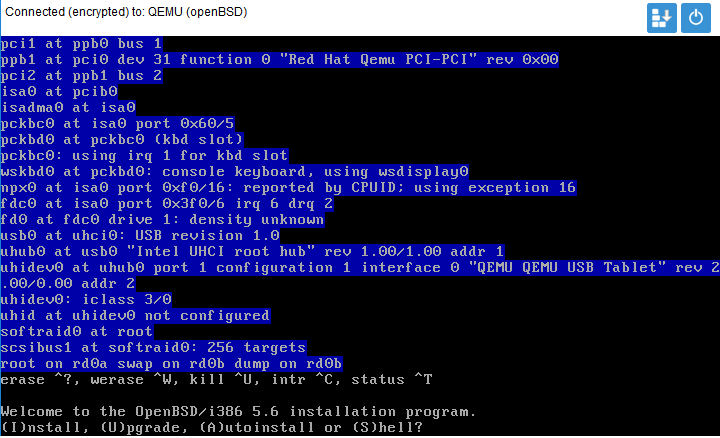 Connected (encrypted) to: QEMU (openBSD)
pci1 at ppb0 bus 1
ppb1 at pci0 dev 31 function 0 "Red Hat Qemu PCI-PCI" rev 0x00
pci2 at ppb1 bus 2
isa0 at pcib0
isadma0 at isa0
pckbc0 at isa0 port 0x60/5
pckbd0 at pckbc0 (kbd slot)
pckbc0: using irq 1 for kbd slot
wskbd0 at pckbd0: console keyboard, using wsdisplay0
npx0 at isa0 port 0xf0/16: reported by CPUID; using exception 16
fdc0 at isa0 port 0x3f0/6 irq 6 drq 2
fd0 at fdc0 drive 1: density unknown
usb0 at uhci0: USB revision 1.0
uhub0 at usb0 "Intel UHCI root hub" rev 1.00/1.00 addr 1
uhidev0 at uhub0 port 1 configuration 1 interface 0 "QEMU QEMU USB Tablet" rev 2
.00/0.00 addr 2
uhidev0: iclass 3/0
uhid at uhidev0 not configured
softraid0 at root
scsibus1 at softraid0: 256 targets
root on rd0a swap on rd0b dump on rd0b
erase ^?, werase ^W, kill ^U, intr ^C, status ^T
Welcome to the OpenBSD/i386 5.6 installation program.
(I)nstall, (U)pgrade, (A)utoinstall or (S)hell?